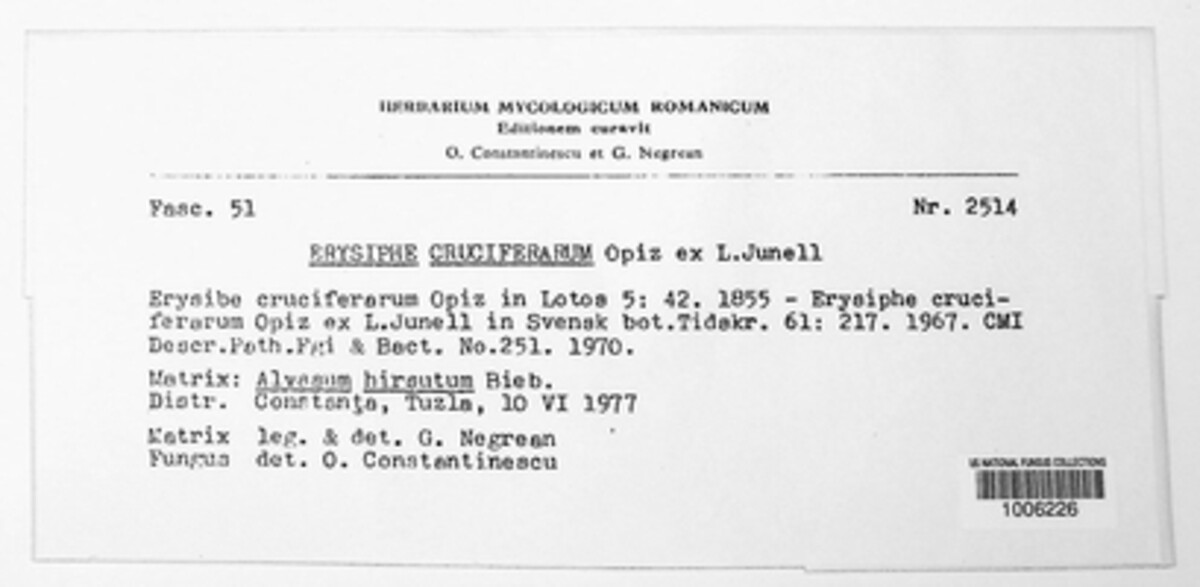 HERBARIUM MYCOLOGICUM ROMANICUM
Editionem curavit
O. Constantinescu et G. Negrean
Fasc. 51 Nr. 2514
ERYSIPHE CRUCIFERARUM Opiz ex L.Junell
Erysibe cruciferarum Opiz in Lotos 5: 42. 1855 - Erysiphe cruci-
ferarum Opiz ex L.Junell in Svensk bot.Tidskr. 61: 217. 1967. CMI
Descr.Path.Fgi & Bact. No.251. 1970.
Matrix: Alyssum hirsutum Bieb.
Distr. Constanţa, Tuzla, 10 VI 1977
Matrix leg. & det. G. Negrean
Fungus det. O. Constantinescu
US NATIONAL FUNGUS COLLECTIONS
1006226